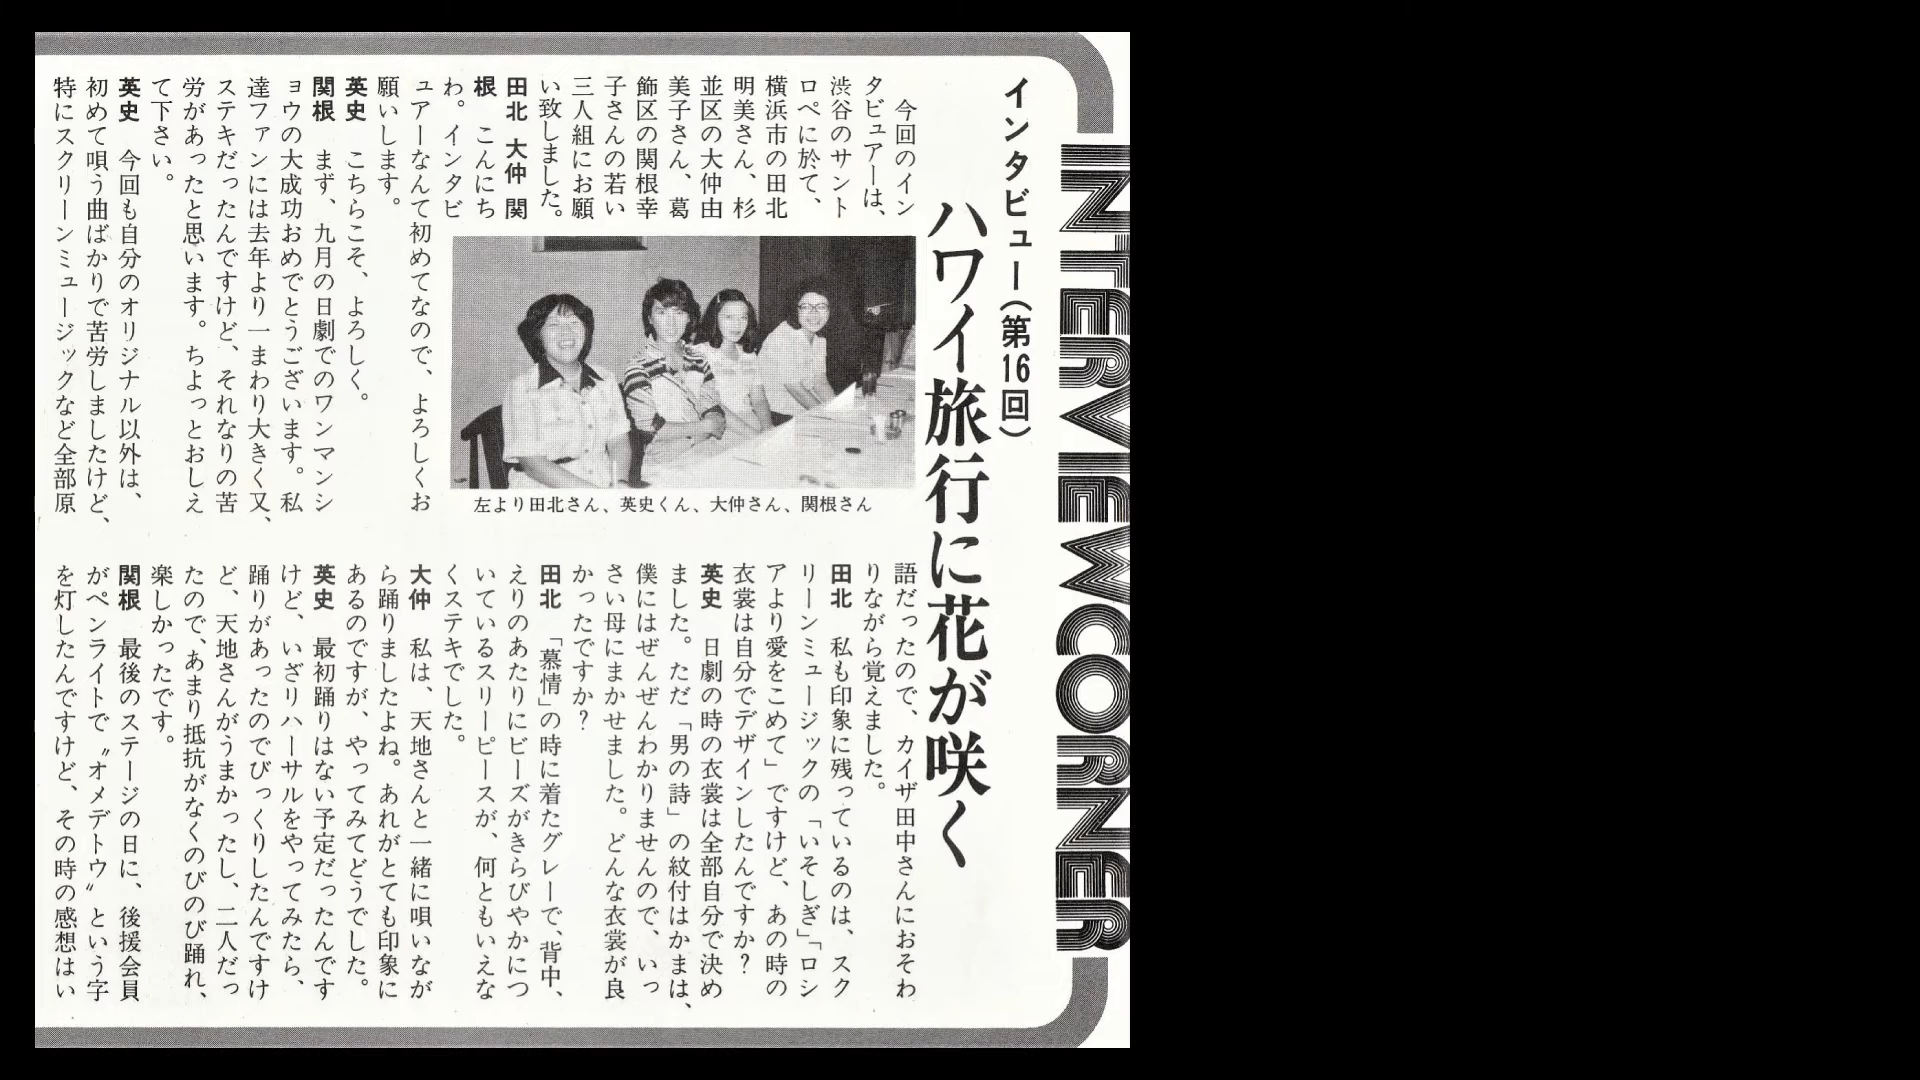 INTERVIEW CORNER
インタビュー(第16回)
ハワイ旅行に花が咲く
今回のイン
タビュアーは、
渋谷のサント
ロペに於て、
横浜市の田北
明美さん、杉
並区の大仲由
美子さん、葛
飾区の関根幸
子さんの若い
三人組にお願
い致しました。
田北 大仲 関
根 こんにち
わ。インタビ
ュアーなんて初めてなので、よろしくお
願いします。
英史 こちらこそ、よろしく。
関根 まず、九月の日劇でのワンマンシ
ョウの大成功おめでとうございます。私
達ファンには去年より一まわり大きく又、
ステキだったんですけど、それなりの苦
労があったと思います。ちょっとおしえ
て下さい。
英史 今回も自分のオリジナル以外は、
初めて唄う曲ばかりで苦労しましたけど、
特にスクリーンミュージックなど全部原
左より田北さん、英史くん、大仲さん、関根さん
語だったので、カイザ田中さんにおそわ
りながら覚えました。
田北 私も印象に残っているのは、スク
リーンミュージックの「いそしぎ」「ロシ
アより愛をこめて」ですけど、あの時の
衣裳は自分でデザインしたんですか?
英史 日劇の時の衣裳は全部自分で決め
ました。ただ「男の詩」の紋付はかまは、
僕にはぜんぜんわかりませんので、いっ
さい母にまかせました。どんな衣裳が良
かったですか?
田北 「慕情」の時に着たグレーで、背中、
えりのあたりにビーズがきらびやかにつ
いているスリーピースが、何ともいえな
くステキでした。
大仲 私は、天地さんと一緒に唄いなが
ら踊りましたよね。あれがとても印象に
あるのですが、やってみてどうでした。
英史 最初踊りはない予定だったんです
けど、いざリハーサルをやってみたら、
踊りがあったのでびっくりしたんですけ
ど、天地さんがうまかったし、二人だっ
たので、あまり抵抗がなくのびのび踊れ、
楽しかったです。
関根 最後のステージの日に、後援会員
がペンライトで〝オメデトウ〟という字
を灯したんですけど、その時の感想はい